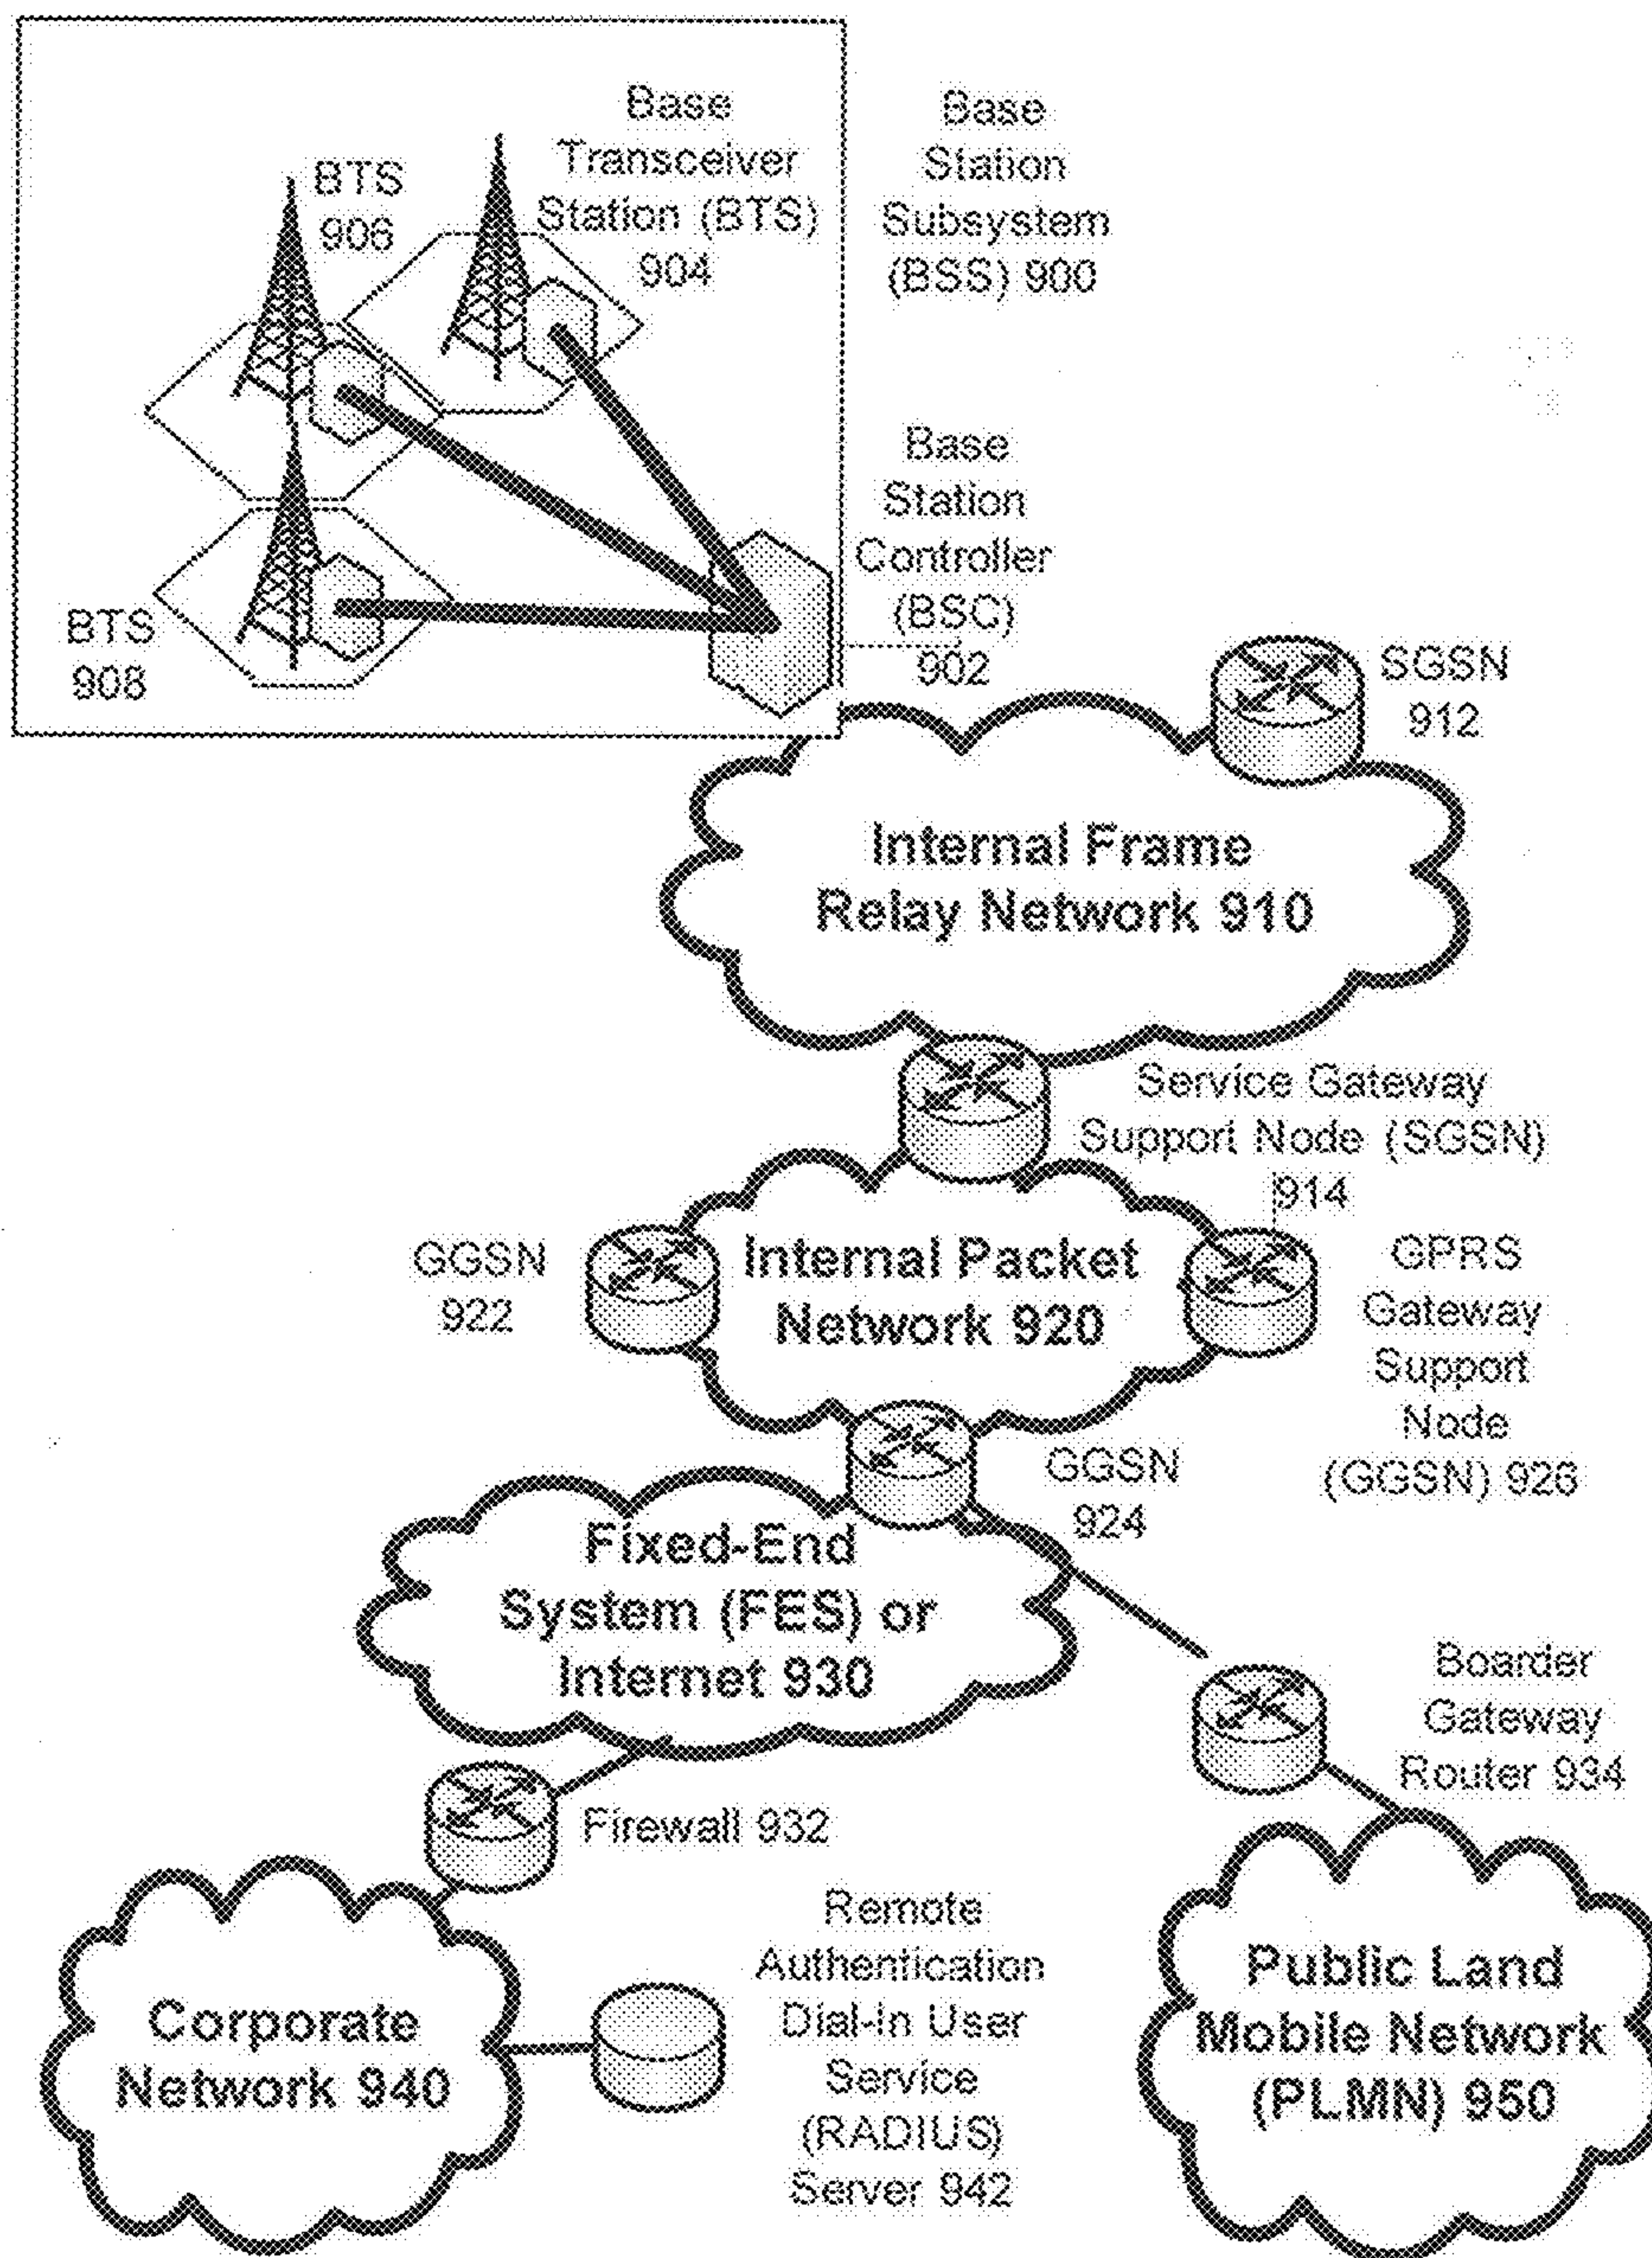 Base
Transceiver
Station (BTS)
904
BTS
906
Base
Station
Subsystem
(BSS) 900
Base
Station
Controller
(BSC)
902
BTS
908
SGSN
912
Internal Frame
Relay Network 910
Service Gateway
Support Node (SGSN)
914
GGSN
922
Internal Packet
Network 920
GPRS
Gateway
Support
Node
(GGSN) 926
GGSN
924
Fixed-End
System (FES) or
Internet 930
Boarder
Gateway
Router 934
Firewall 932
Remote
Authentication
Dial-In User
Service
(RADIUS)
Server 942
Corporate
Network 940
Public Land
Mobile Network
(PLMN) 950